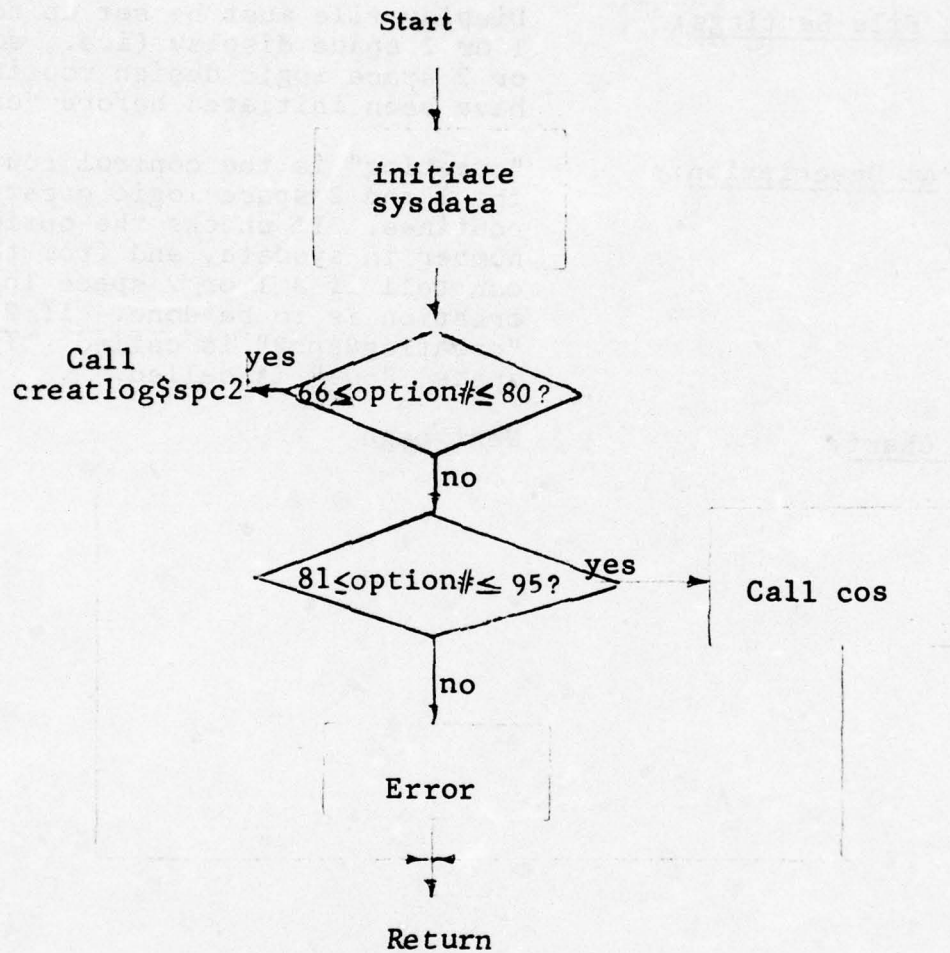 Start
initiate
sysdata
yes
Call
creatlog$spc2
66≤option#≤80?
no
81≤option#≤ 95?
yes
Call cos
no
Error
Return